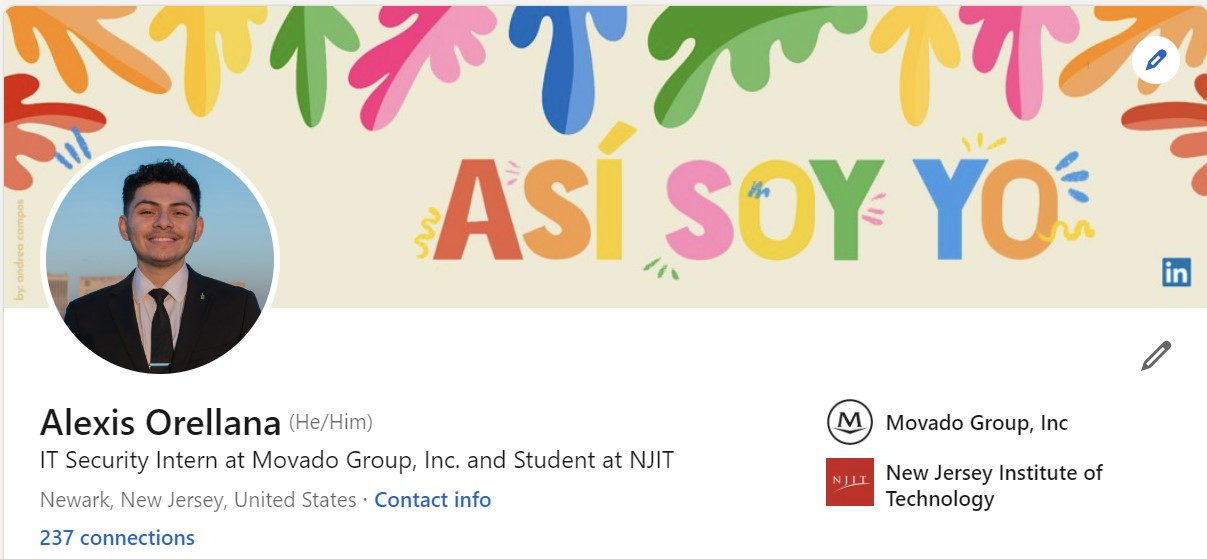 by: andrea campos
ASÍ SOY YO
in
Alexis Orellana (He/Him)
IT Security Intern at Movado Group, Inc. and Student at NJIT
Newark, New Jersey, United States · Contact info
237 connections
M
Movado Group, Inc
NJIT
New Jersey Institute of
Technology